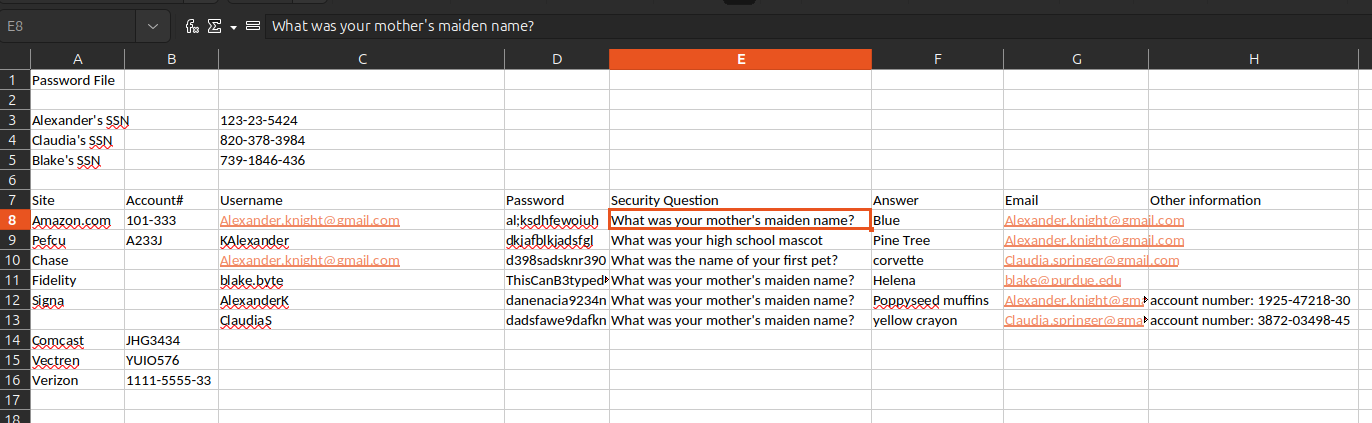 E8 What was your mother's maiden name?
A B C D E F G H
1 Password File
2
3 Alexander's SSN 123-23-5424
4 Claudia's SSN 820-378-3984
5 Blake's SSN 739-1846-436
6
7 Site Account# Username Password Security Question Answer Email Other information
8 Amazon.com 101-333 Alexander.knight@gmail.com al;ksdhfewoiuh What was your mother's maiden name? Blue Alexander.knight@gmail.com
9 Pefcu A233J KAlexander dkjafblkjadsfgl What was your high school mascot Pine Tree Alexander.knight@gmail.com
10 Chase Alexander.knight@gmail.com d398sadsknr390 What was the name of your first pet? corvette Claudia.springer@gmail.com
11 Fidelity blake.byte ThisCanB3typed What was your mother's maiden name? Helena blake@purdue.edu
12 Signa AlexanderK danenacia9234n What was your mother's maiden name? Poppyseed muffins Alexander.knight@gm account number: 1925-47218-30
13 ClaudiaS dadsfawe9dafkn What was your mother's maiden name? yellow crayon Claudia.springer@gma account number: 3872-03498-45
14 Comcast JHG3434
15 Vectren YUIO576
16 Verizon 1111-5555-33
17
18